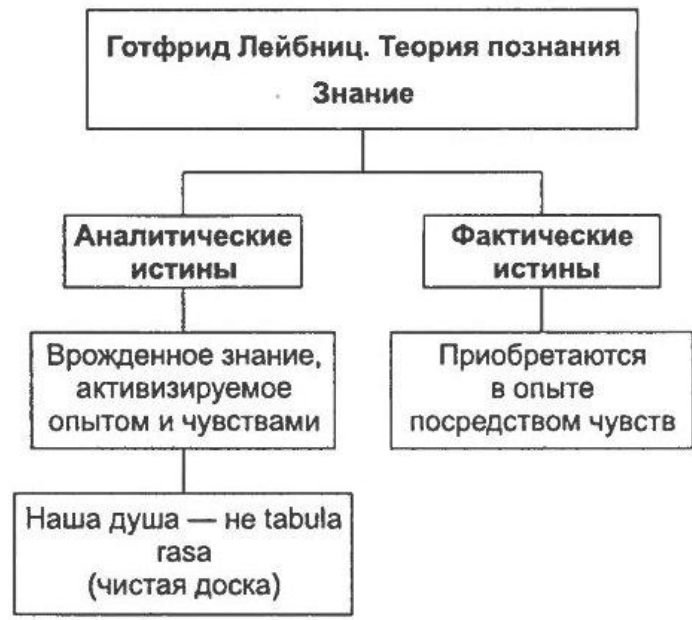 Готфрид Лейбниц. Теория познания
Знание
Аналитические
истины
Фактические
истины
Врожденное знание,
активизируемое
опытом и чувствами
Приобретаются
в опыте
посредством чувств
Наша душа — не tabula
rasa
(чистая доска)